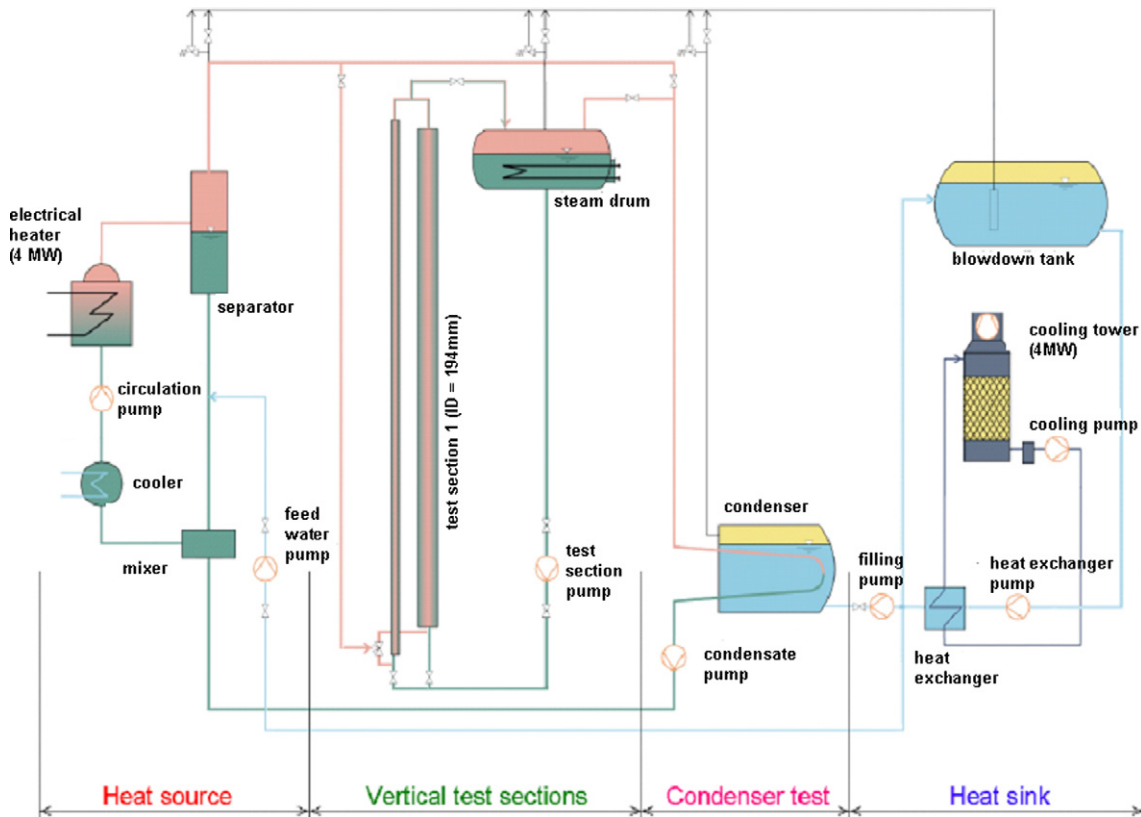 electrical
heater
(4 MW)
separator
circulation
pump
cooler
mixer
feed
water
pump
test section 1 (ID = 194mm)
steam drum
test
section
pump
condenser
condensate
pump
filling
pump
blowdown tank
cooling tower
(4MW)
cooling pump
heat exchanger
pump
heat
exchanger
Heat source
Vertical test sections
Condenser test
Heat sink